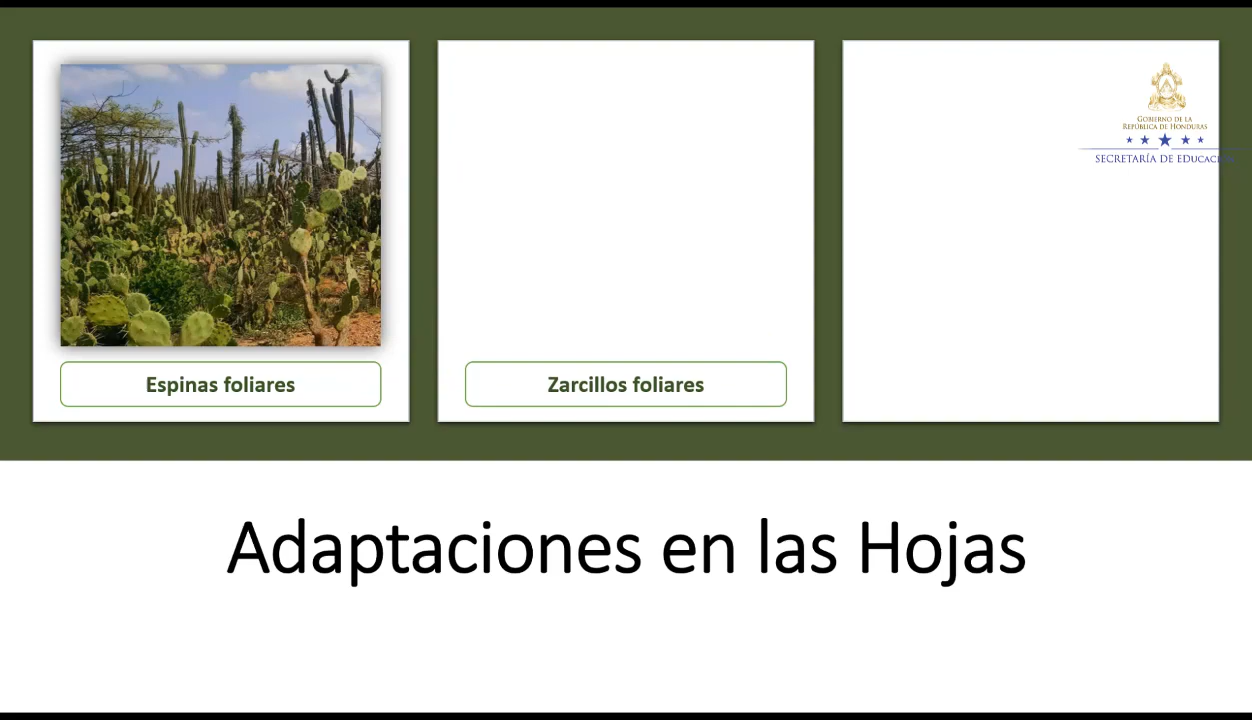 Espinas foliares
Zarcillos foliares
GOBIERNO DE LA
REPÚBLICA DE HONDURAS
SECRETARÍA DE EDUCACIÓN
Adaptaciones en las Hojas